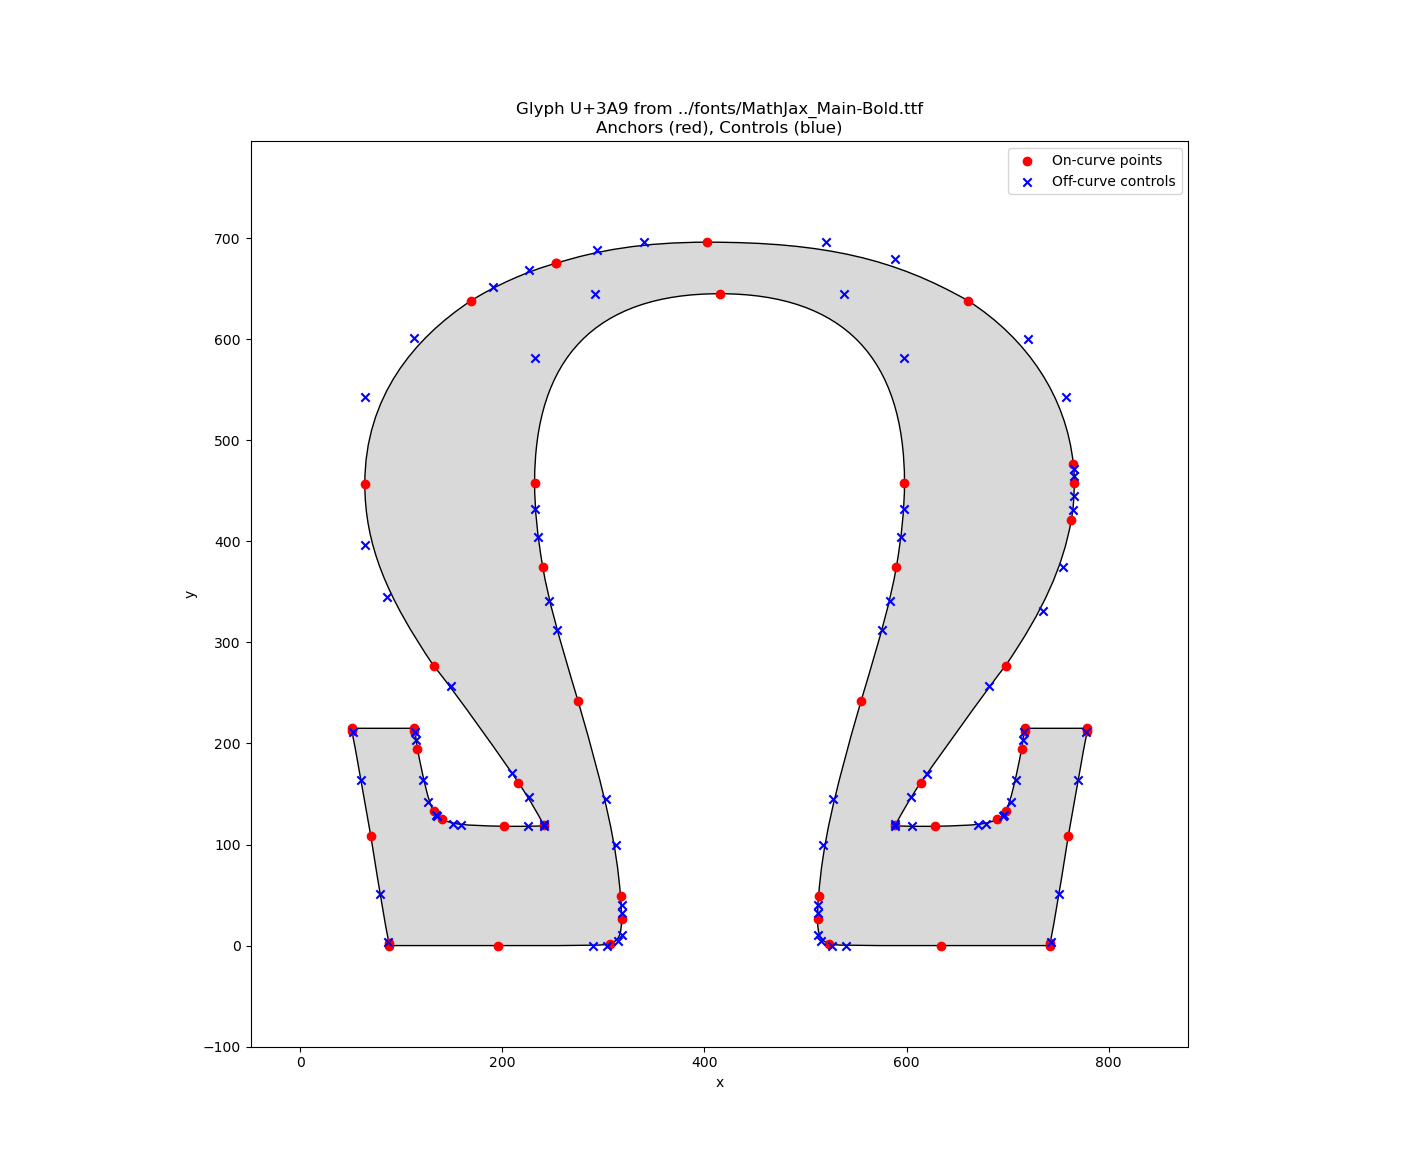 Glyph U+3A9 from ../fonts/MathJax_Main-Bold.ttf
Anchors (red), Controls (blue)
On-curve points
Off-curve controls
700
600
500
400
300
200
100
0
−100
y
0 200 400 600 800
x